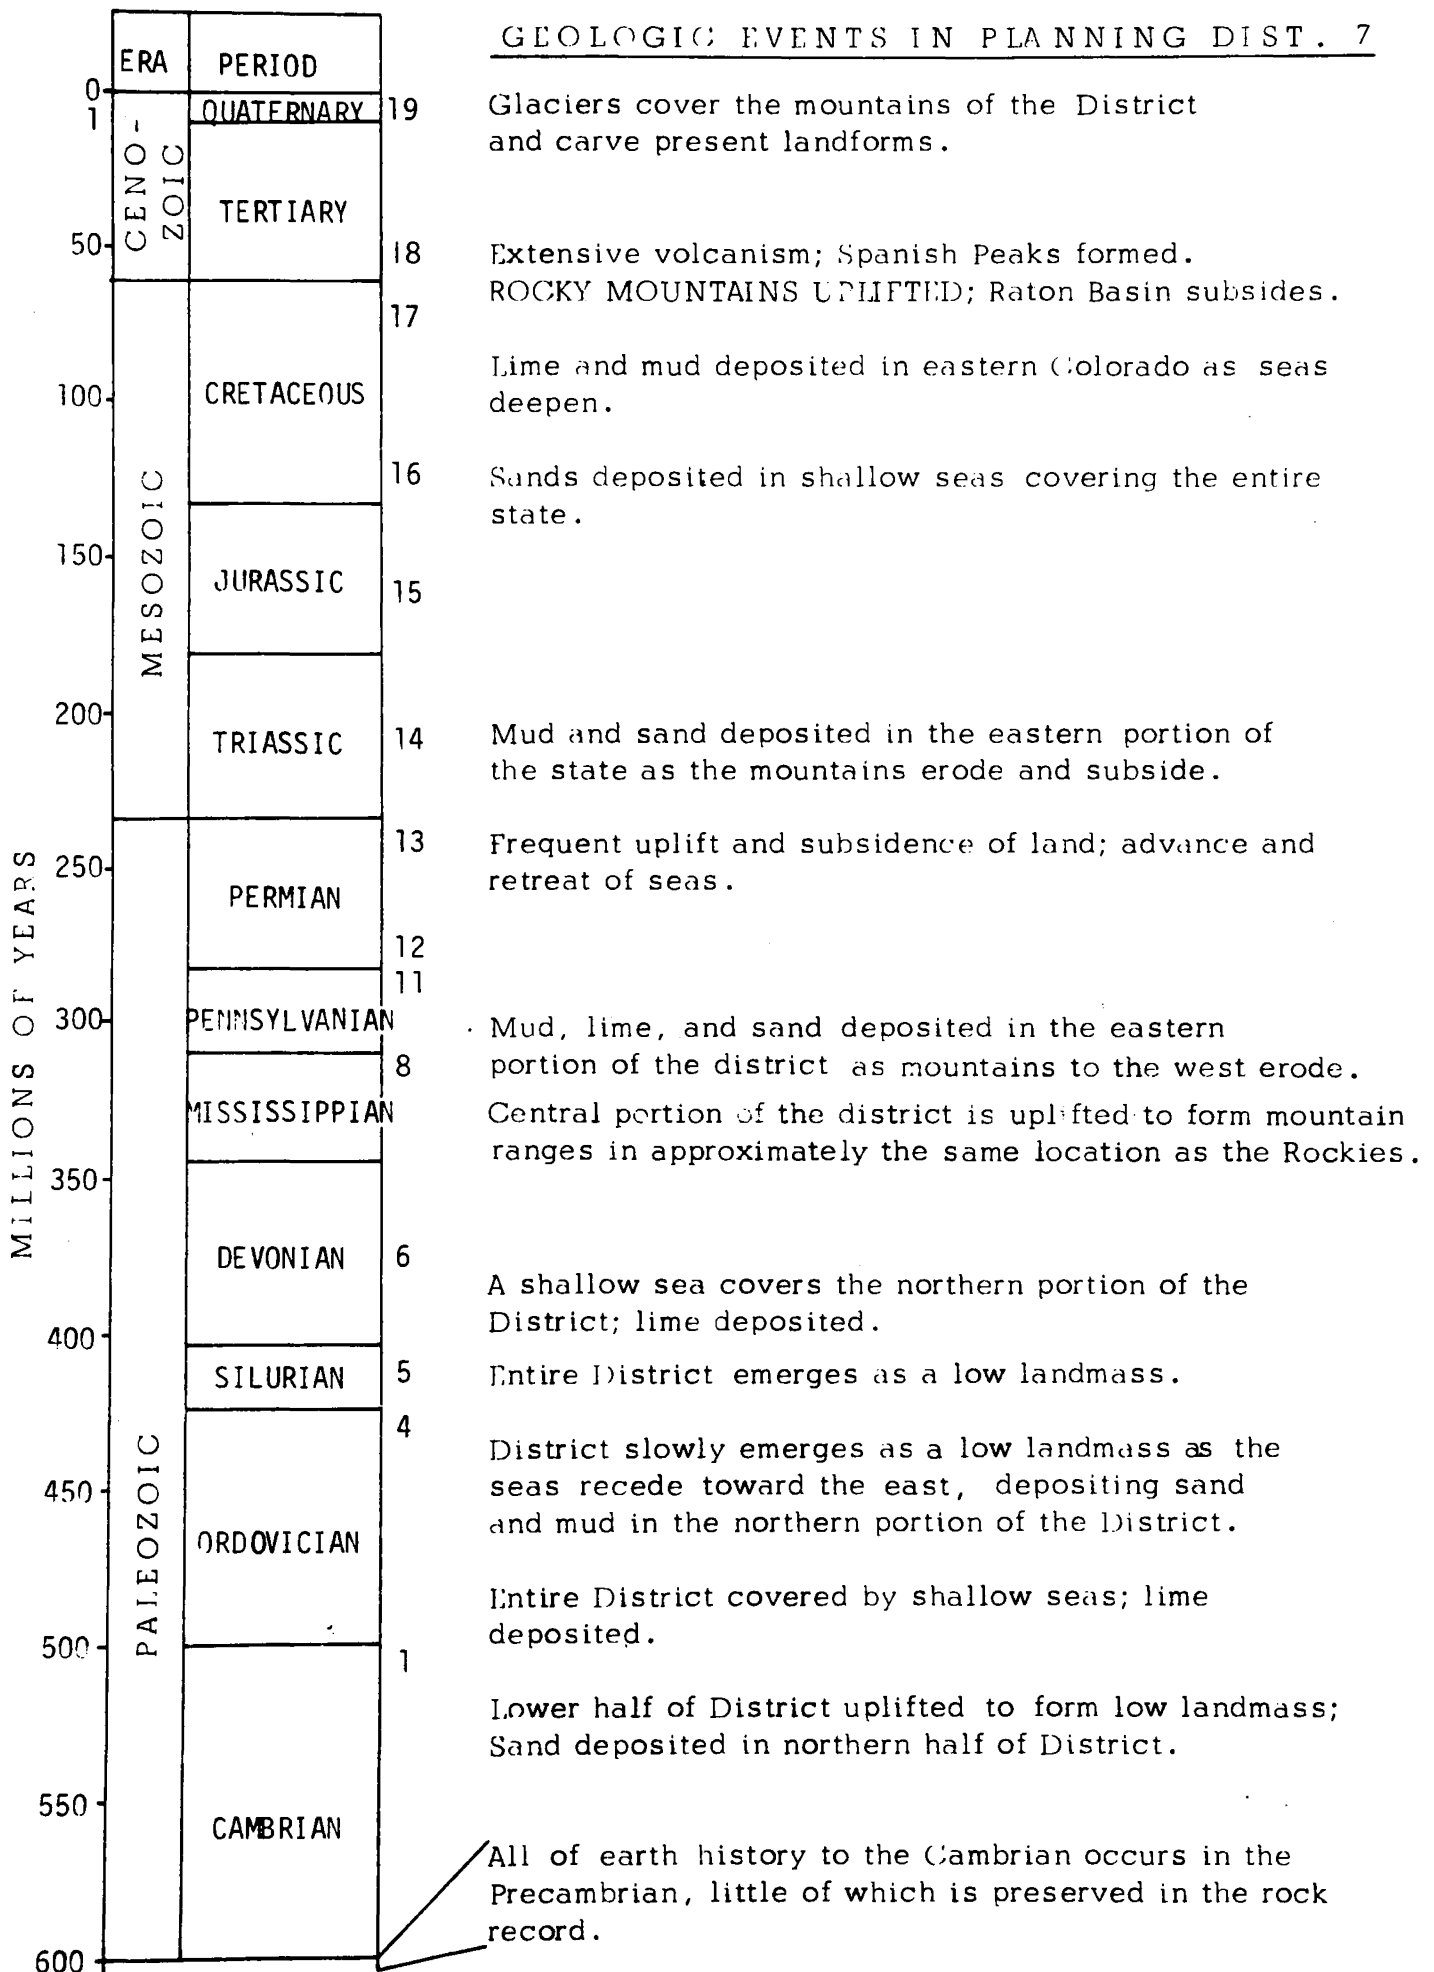 GEOLOGIC EVENTS IN PLANNING DIST. 7
ERA PERIOD
0
1
QUATERNARY 19 Glaciers cover the mountains of the District
and carve present landforms.
CENO-
ZOIC
TERTIARY
50
18 Extensive volcanism; Spanish Peaks formed.
ROCKY MOUNTAINS UPLIFTED; Raton Basin subsides.
17
Lime and mud deposited in eastern Colorado as seas
deepen.
100
CRETACEOUS
16 Sands deposited in shallow seas covering the entire
state.
MESOZOIC
150
JURASSIC 15
200
TRIASSIC 14 Mud and sand deposited in the eastern portion of
the state as the mountains erode and subside.
13 Frequent uplift and subsidence of land; advance and
retreat of seas.
250
PERMIAN
12
11
MILLIONS OF YEARS
300
PENNSYLVANIAN Mud, lime, and sand deposited in the eastern
portion of the district as mountains to the west erode.
8
MISSISSIPPIAN Central portion of the district is uplifted to form mountain
ranges in approximately the same location as the Rockies.
350
DEVONIAN 6
A shallow sea covers the northern portion of the
District; lime deposited.
400
SILURIAN 5 Entire District emerges as a low landmass.
4
District slowly emerges as a low landmass as the
seas recede toward the east, depositing sand
and mud in the northern portion of the District.
450
PALEOZOIC
ORDOVICIAN
Entire District covered by shallow seas; lime
deposited.
500
1
Lower half of District uplifted to form low landmass;
Sand deposited in northern half of District.
550
CAMBRIAN
All of earth history to the Cambrian occurs in the
Precambrian, little of which is preserved in the rock
record.
600